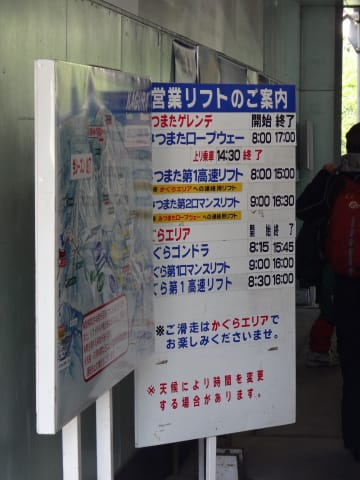 KAGURA
営業リフトのご案内
つまたゲレンデ 開始 終了
つまたロープウェー 8:00 17:00
上り乗車 14:30 終了
つまた第1高速リフト 8:00 15:00
かぐらエリアへの連絡用リフト
つまた第2ロマンスリフト 9:00 16:30
みつまたロープウェーへの連絡用リフト
ぐらエリア 開始 終了
ぐらゴンドラ 8:15 15:45
ぐら第1ロマンスリフト 9:00 16:00
ぐら第1高速リフト 8:30 16:00
※ご滑走はかぐらエリアで
お楽しみくださいませ。
※天候により時間を変更
する場合があります。